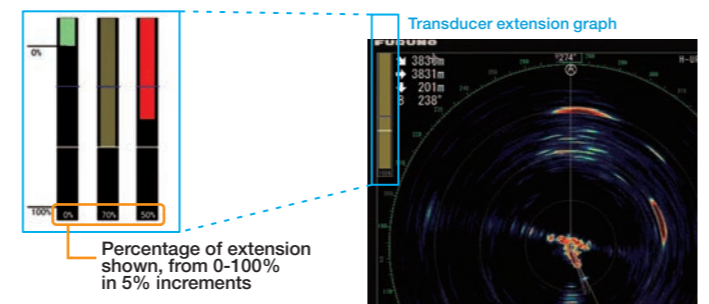 Transducer extension graph
FURUNO
0%
100%
0%
70%
50%
3830m
3831m
201m
238°
274°
H-UP
Percentage of extension
shown, from 0-100%
in 5% increments